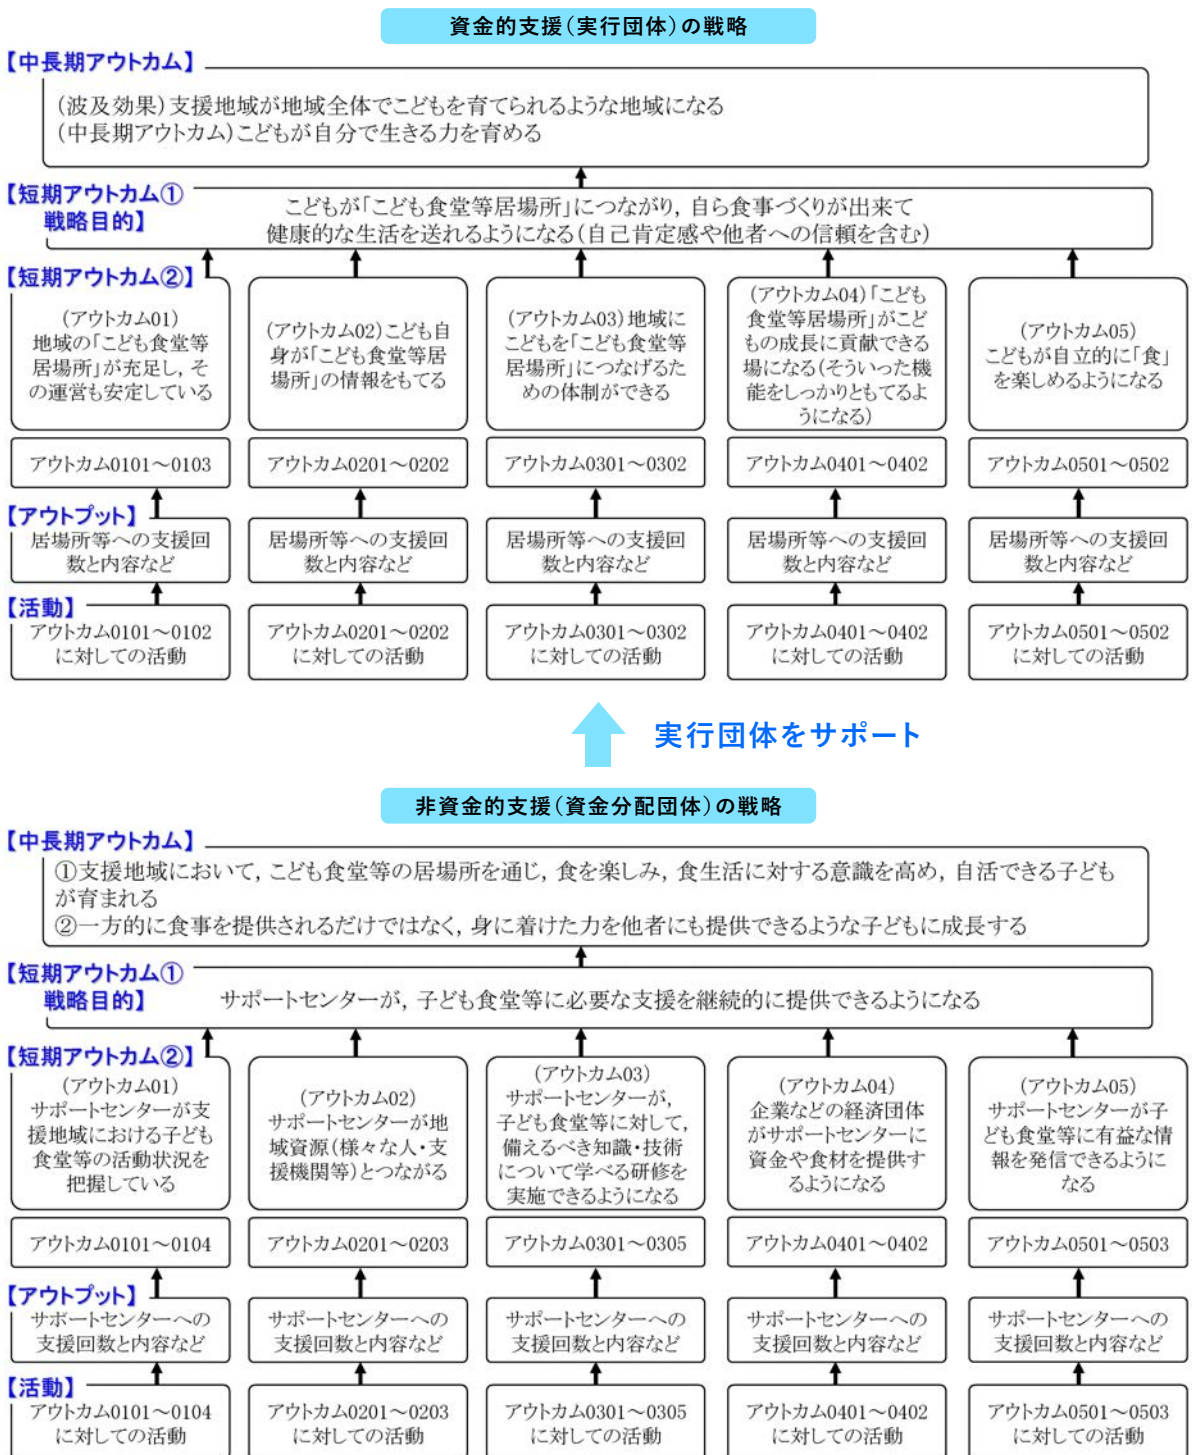 資金的支援（実行団体）の戦略
【中長期アウトカム】
（波及効果）支援地域が地域全体でこどもを育てられるような地域になる
（中長期アウトカム）こどもが自分で生きる力を育める
【短期アウトカム①
戦略目的】
こどもが「こども食堂等居場所」につながり，自ら食事づくりが出来て
健康的な生活を送れるようになる（自己肯定感や他者への信頼を含む）
【短期アウトカム②】
（アウトカム01）
地域の「こども食堂等
居場所」が充足し，そ
の運営も安定している
（アウトカム02）こども自
身が「こども食堂等居
場所」の情報をもてる
（アウトカム03）地域に
こどもを「こども食堂等
居場所」につなげるた
めの体制ができる
（アウトカム04）「こども
食堂等居場所」がこど
もの成長に貢献できる
場になる（そういった機
能をしっかりともてるよ
うになる）
（アウトカム05）
こどもが自立的に「食」
を楽しめるようになる
アウトカム0101～0103
アウトカム0201～0202
アウトカム0301～0302
アウトカム0401～0402
アウトカム0501～0502
【アウトプット】
居場所等への支援回
数と内容など
居場所等への支援回
数と内容など
居場所等への支援回
数と内容など
居場所等への支援回
数と内容など
居場所等への支援回
数と内容など
【活動】
アウトカム0101～0102
に対しての活動
アウトカム0201～0202
に対しての活動
アウトカム0301～0302
に対しての活動
アウトカム0401～0402
に対しての活動
アウトカム0501～0502
に対しての活動
実行団体をサポート
非資金的支援（資金分配団体）の戦略
【中長期アウトカム】
①支援地域において，こども食堂等の居場所を通じ，食を楽しみ，食生活に対する意識を高め，自活できる子ども
が育まれる
②一方的に食事を提供されるだけではなく，身に着けた力を他者にも提供できるような子どもに成長する
【短期アウトカム①
戦略目的】
サポートセンターが，子ども食堂等に必要な支援を継続的に提供できるようになる
【短期アウトカム②】
（アウトカム01）
サポートセンターが支
援地域における子ども
食堂等の活動状況を
把握している
（アウトカム02）
サポートセンターが地
域資源（様々な人・支
援機関等）とつながる
（アウトカム03）
サポートセンターが，
子ども食堂等に対して，
備えるべき知識・技術
について学べる研修を
実施できるようになる
（アウトカム04）
企業などの経済団体
がサポートセンターに
資金や食材を提供す
るようになる
（アウトカム05）
サポートセンターが子
ども食堂等に有益な情
報を発信できるように
なる
アウトカム0101～0104
アウトカム0201～0203
アウトカム0301～0305
アウトカム0401～0402
アウトカム0501～0503
【アウトプット】
サポートセンターへの
支援回数と内容など
サポートセンターへの
支援回数と内容など
サポートセンターへの
支援回数と内容など
サポートセンターへの
支援回数と内容など
サポートセンターへの
支援回数と内容など
【活動】
アウトカム0101～0104
に対しての活動
アウトカム0201～0203
に対しての活動
アウトカム0301～0305
に対しての活動
アウトカム0401～0402
に対しての活動
アウトカム0501～0503
に対しての活動